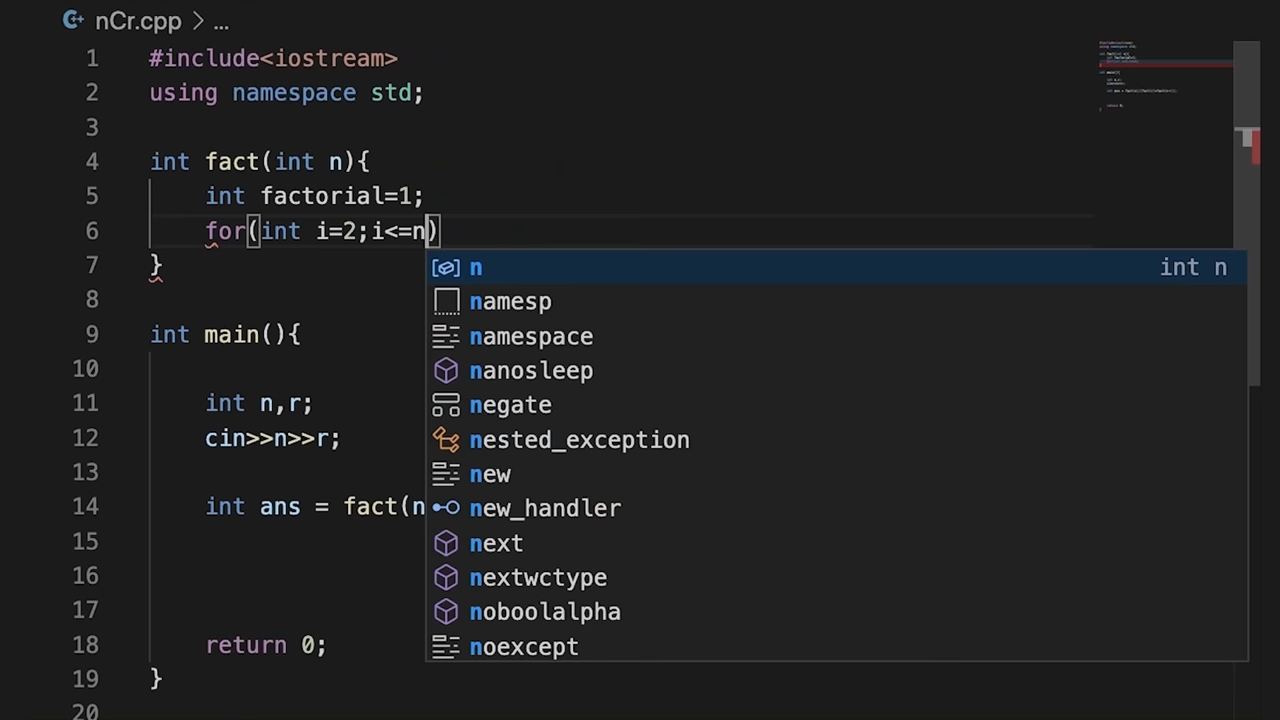 nCr.cpp > ...
1 #include<iostream>
2 using namespace std;
3
4 int fact(int n){
5 int factorial=1;
6 for(int i=2;i<=n)
7 }
8
9 int main(){
10
11 int n,r;
12 cin>>n>>r;
13
14 int ans = fact(n
15
16
17
18 return 0;
19 }
20
n int n
namesp
namespace
nanosleep
negate
nested_exception
new
new_handler
next
nextwctype
noboolalpha
noexcept